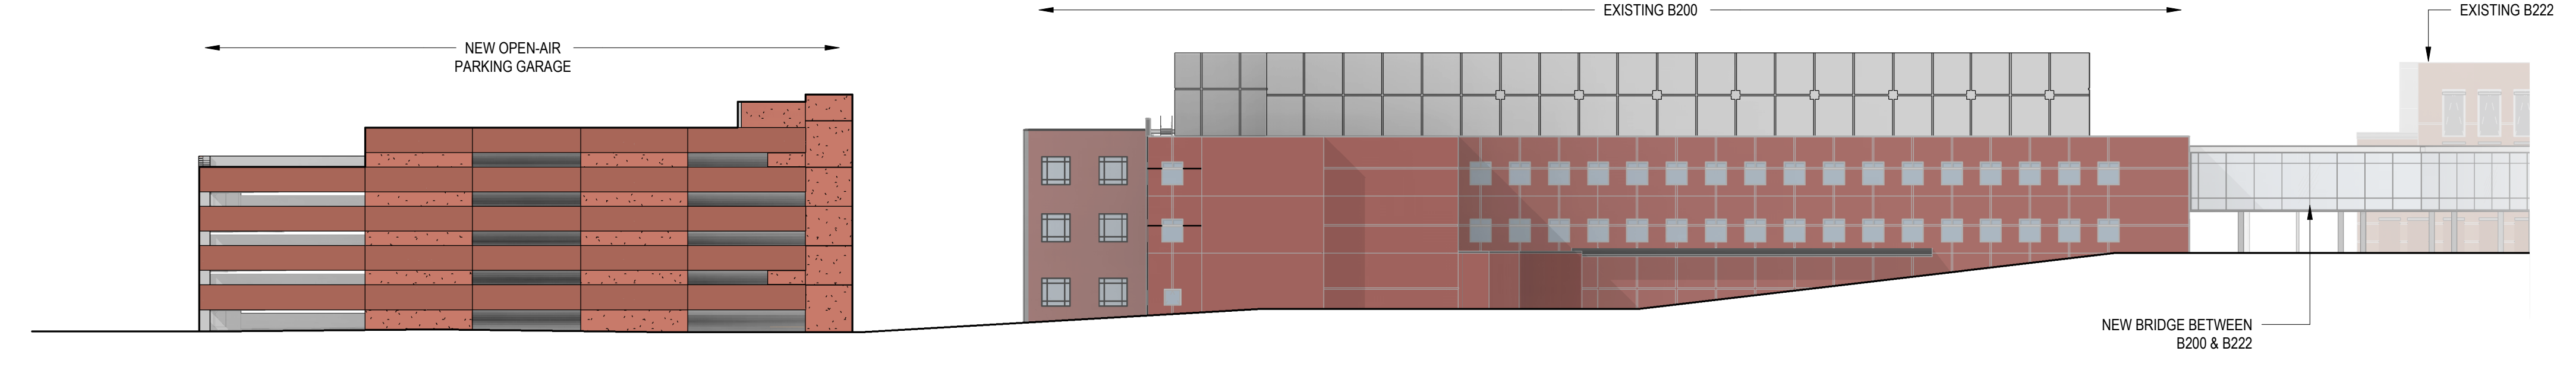 NEW OPEN-AIR
PARKING GARAGE
EXISTING B200
EXISTING B222
NEW BRIDGE BETWEEN
B200 & B222